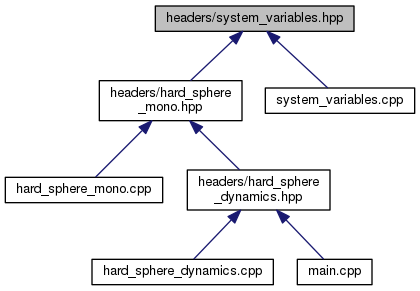 headers/system_variables.hpp
headers/hard_sphere
_mono.hpp
system_variables.cpp
hard_sphere_mono.cpp
headers/hard_sphere
_dynamics.hpp
hard_sphere_dynamics.cpp
main.cpp